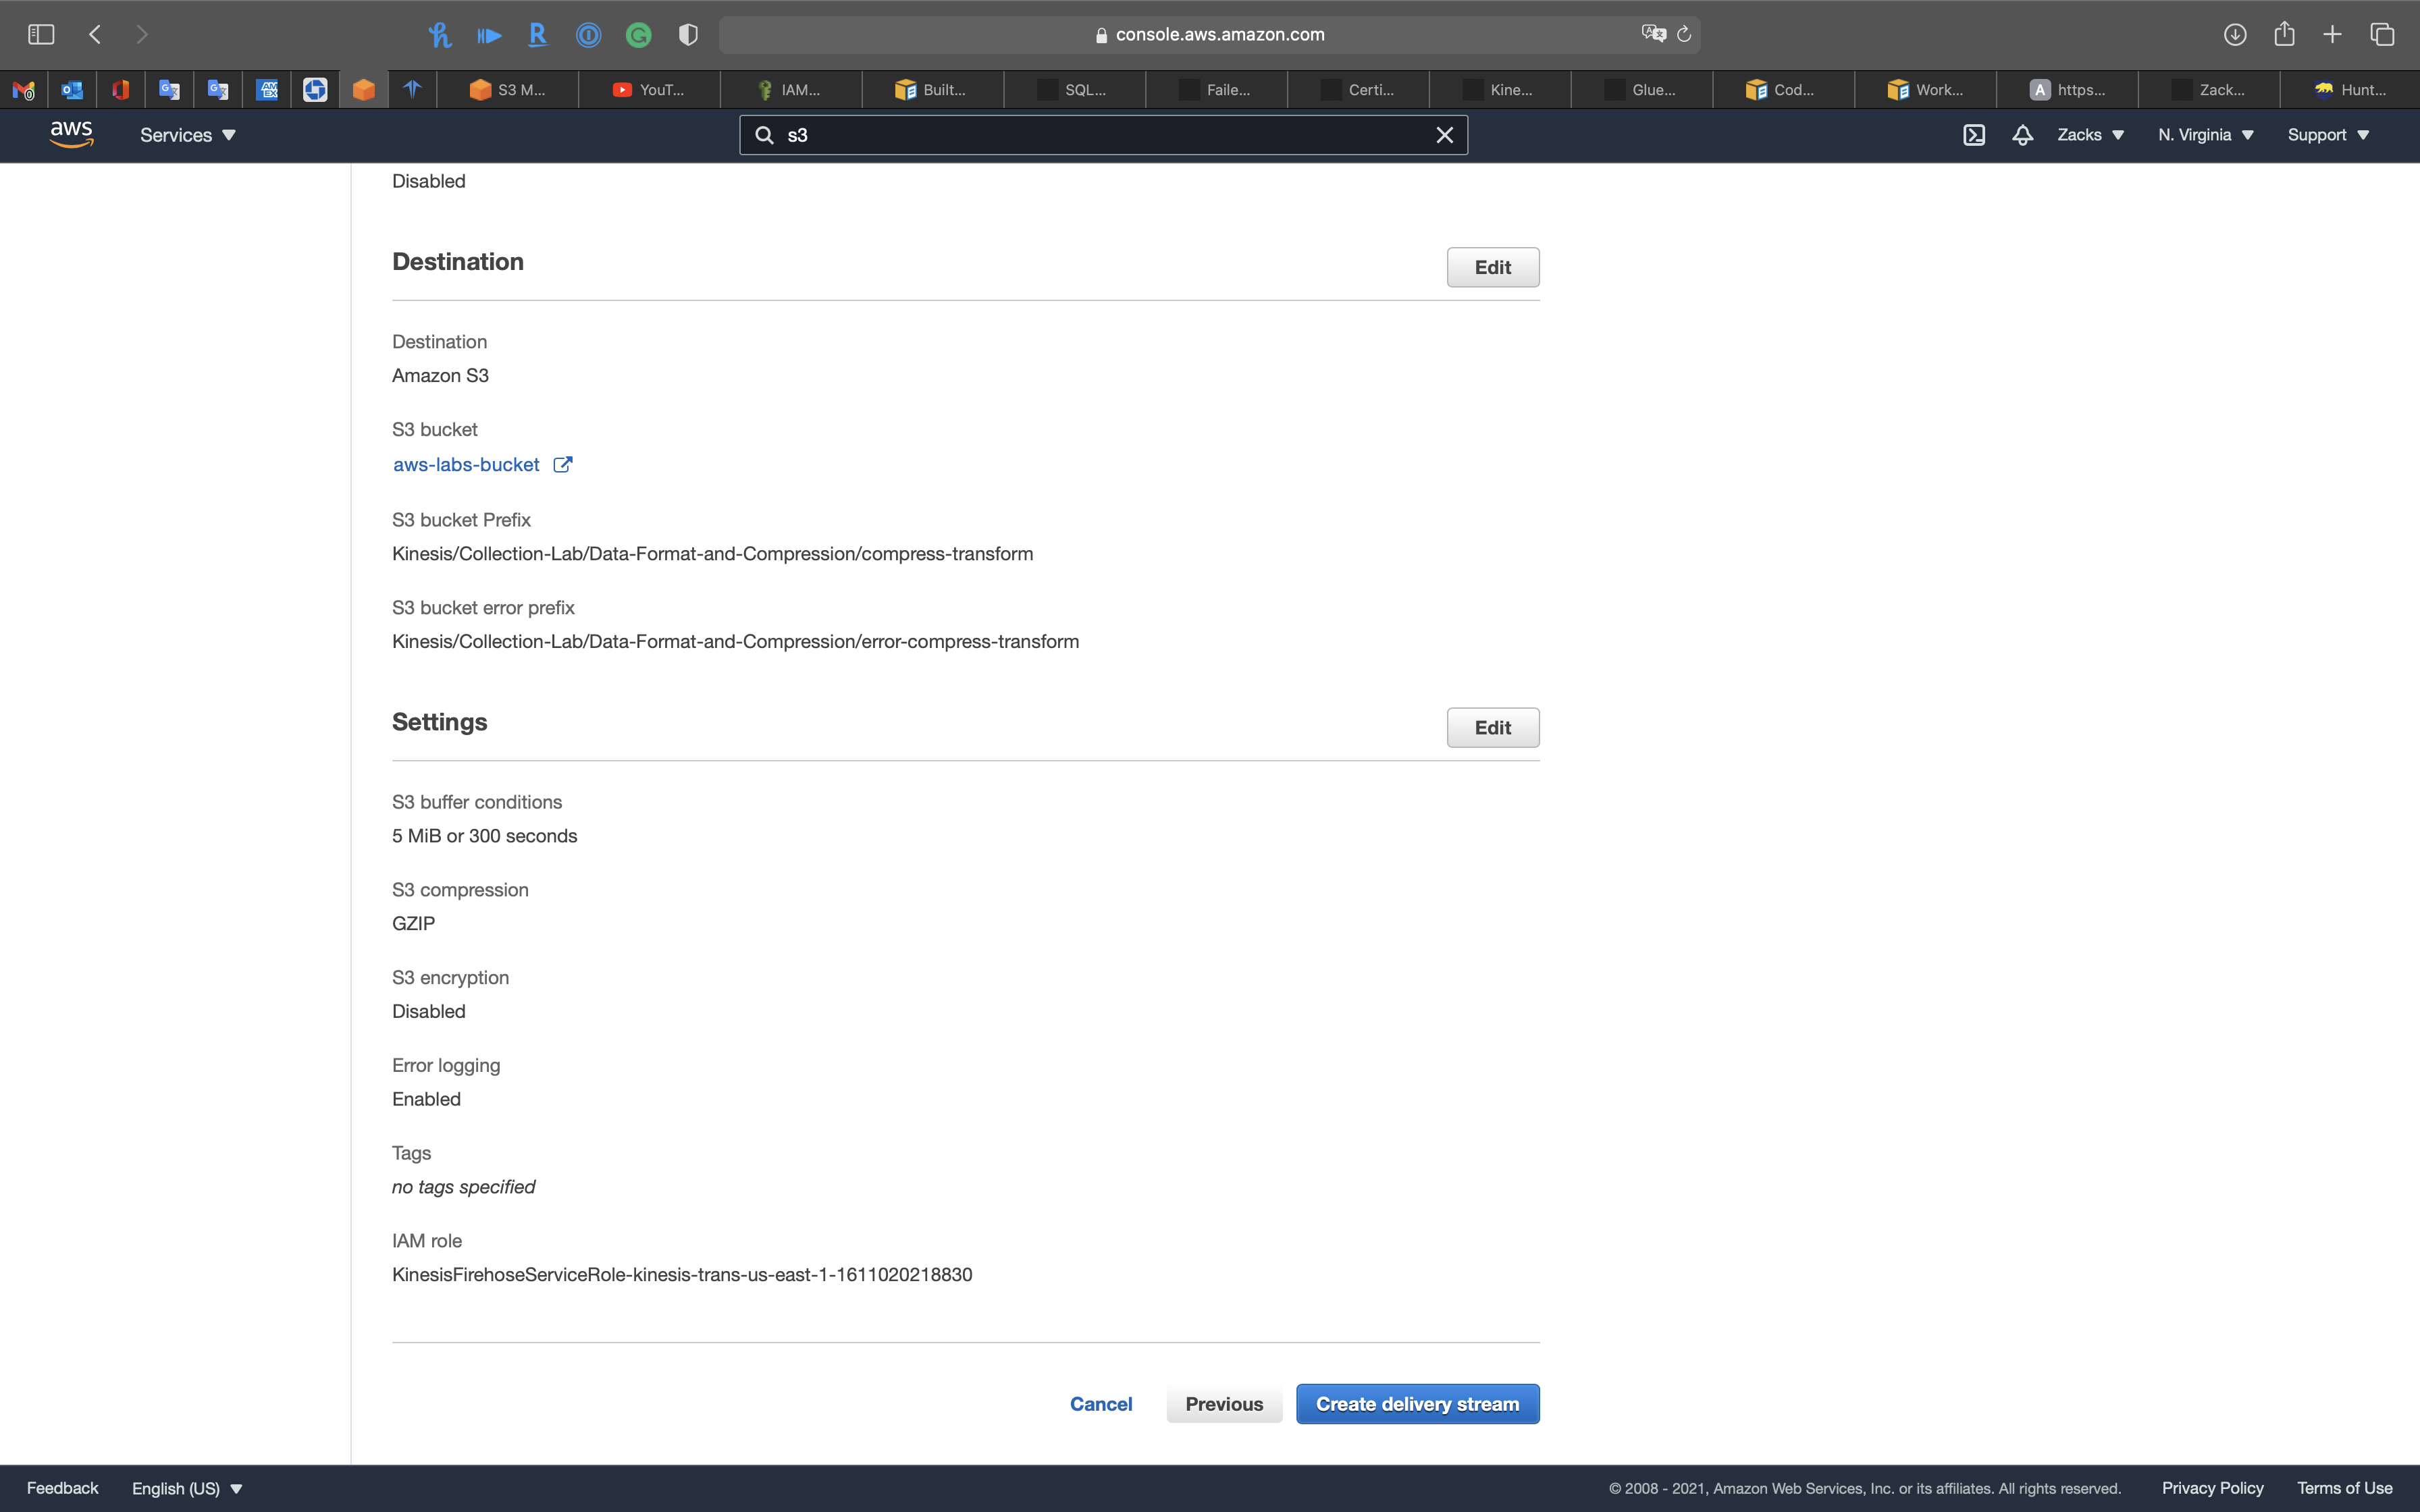 console.aws.amazon.com
S3 M...
YouT...
IAM...
Built...
SQL...
Faile...
Certi...
Kine...
Glue...
Cod...
Work...
https...
Zack...
Hunt...
aws
Services
s3
Zacks
N. Virginia
Support
Disabled
Destination
Edit
Destination
Amazon S3
S3 bucket
aws-labs-bucket
S3 bucket Prefix
Kinesis/Collection-Lab/Data-Format-and-Compression/compress-transform
S3 bucket error prefix
Kinesis/Collection-Lab/Data-Format-and-Compression/error-compress-transform
Settings
Edit
S3 buffer conditions
5 MiB or 300 seconds
S3 compression
GZIP
S3 encryption
Disabled
Error logging
Enabled
Tags
no tags specified
IAM role
KinesisFirehoseServiceRole-kinesis-trans-us-east-1-1611020218830
Cancel
Previous
Create delivery stream
Feedback
English (US)
© 2008 - 2021, Amazon Web Services, Inc. or its affiliates. All rights reserved.
Privacy Policy
Terms of Use